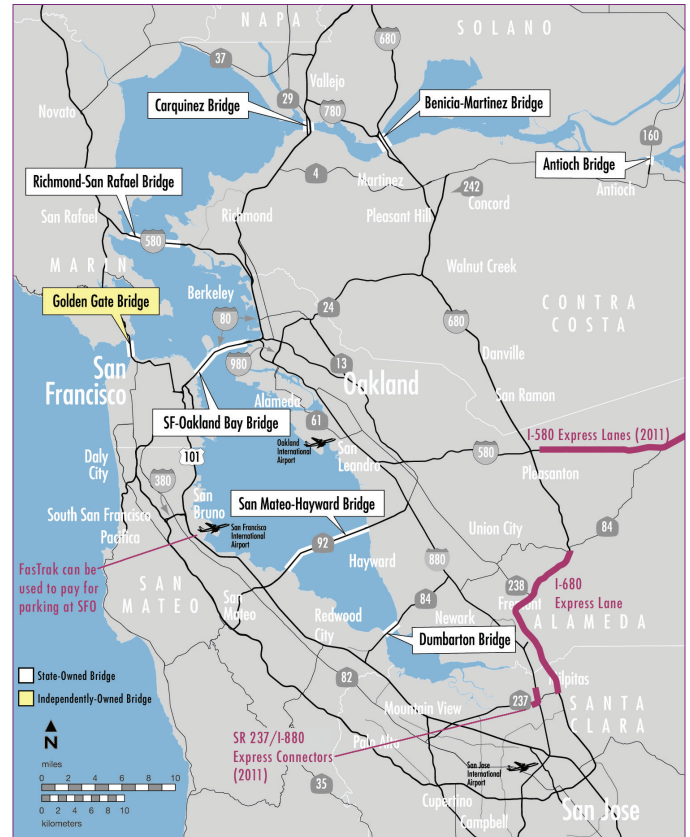 NAPA
SOLANO
680
37
Vallejo
29
Carquinez Bridge
780
Benicia-Martinez Bridge
Novato
160
Antioch Bridge
Richmond-San Rafael Bridge
4
Martinez
242
Antioch
Concord
San Rafael
Richmond
Pleasant Hill
580
MARIN
Walnut Creek
Golden Gate Bridge
Berkeley
80
24
CONTRA
COSTA
680
San
Francisco
980
13
Danville
Oakland
Alameda
San Ramon
SF-Oakland Bay Bridge
61
I-580 Express Lanes (2011)
Oakland
International
Airport
San
Leandro
580
Daly
City
101
Pleasanton
380
San
Bruno
San Mateo-Hayward Bridge
South San Francisco
Pacifica
San Francisco
International
Airport
Union City
84
92
FasTrak can be
used to pay for
parking at SFO
Hayward
880
238
I-680
Express Lane
SAN
MATEO
San
Mateo
84
Fremont
Redwood
City
Newark
ALAMEDA
Dumbarton Bridge
State-Owned Bridge
82
Milpitas
Independently-Owned Bridge
237
SANTA
CLARA
Mountain View
N
SR 237/I-880
Express Connectors
(2011)
Palo Alto
miles
0 2 4 6 8 10
San Jose
International
Airport
35
0 2 4 6 8 10
kilometers
Cupertino
San Jose
Campbell